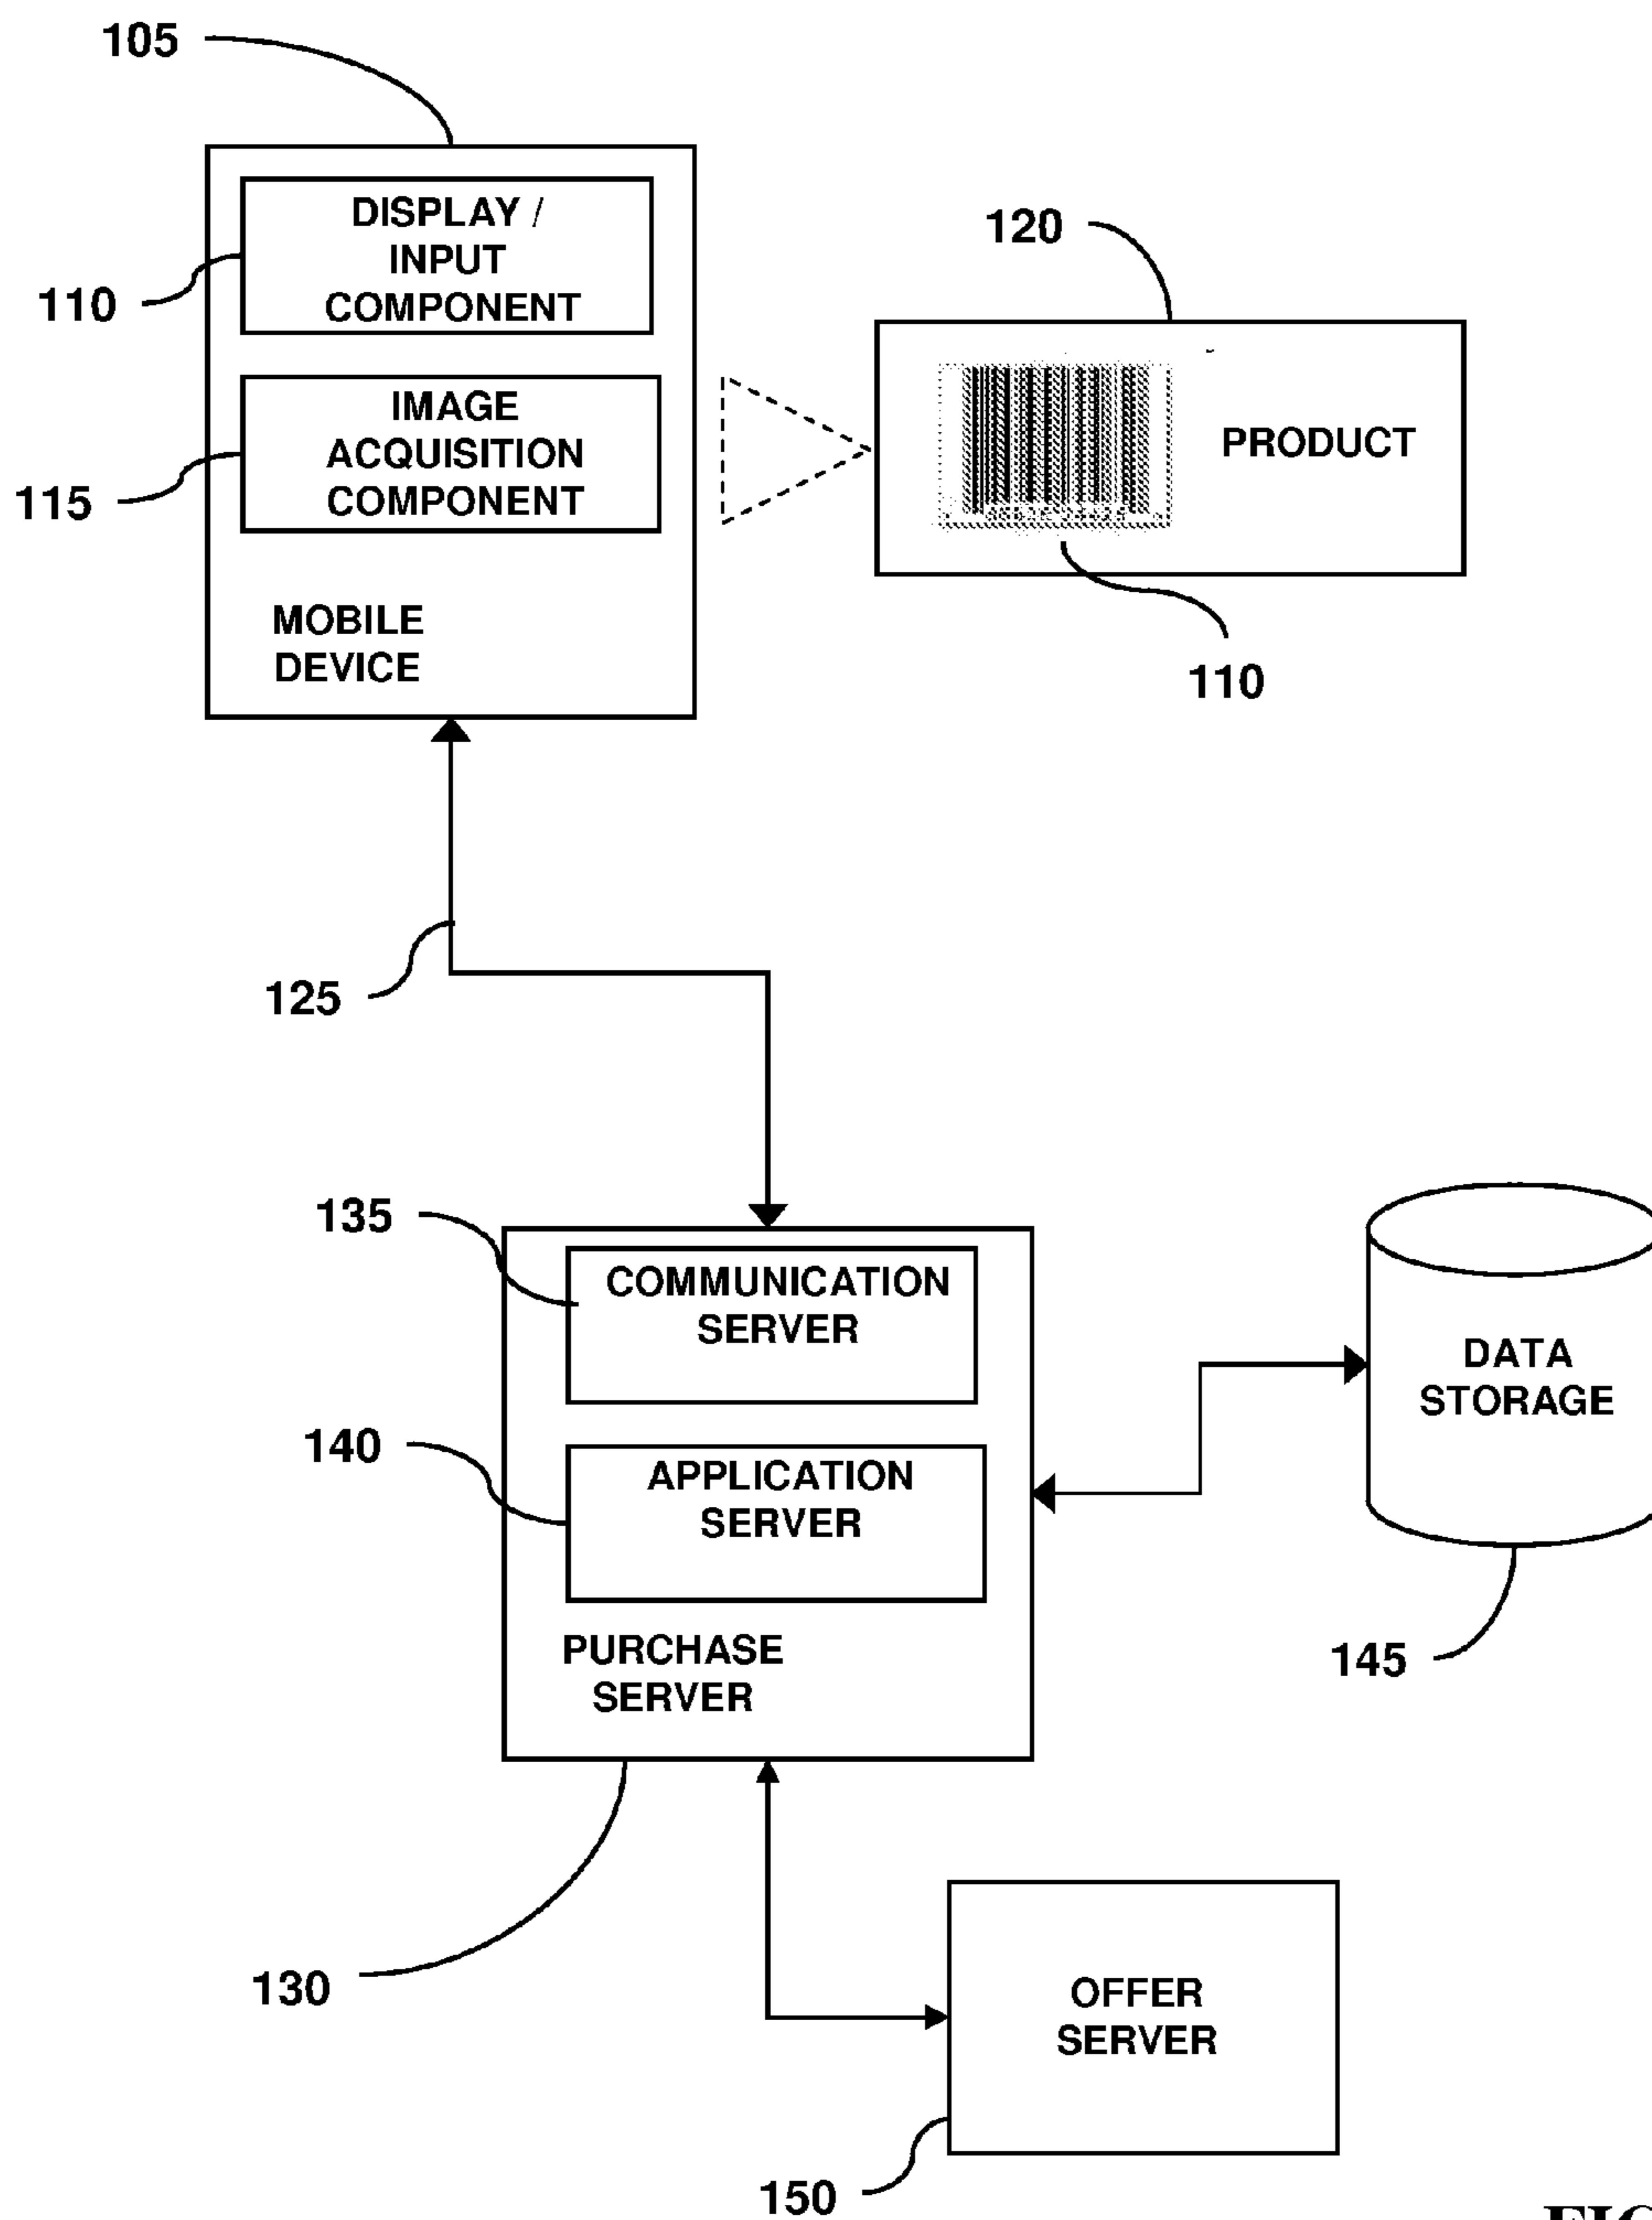 105
DISPLAY /
INPUT
COMPONENT
110
IMAGE
ACQUISITION
COMPONENT
115
MOBILE
DEVICE
120
PRODUCT
110
125
135
COMMUNICATION
SERVER
140
APPLICATION
SERVER
PURCHASE
SERVER
DATA
STORAGE
145
130
OFFER
SERVER
150